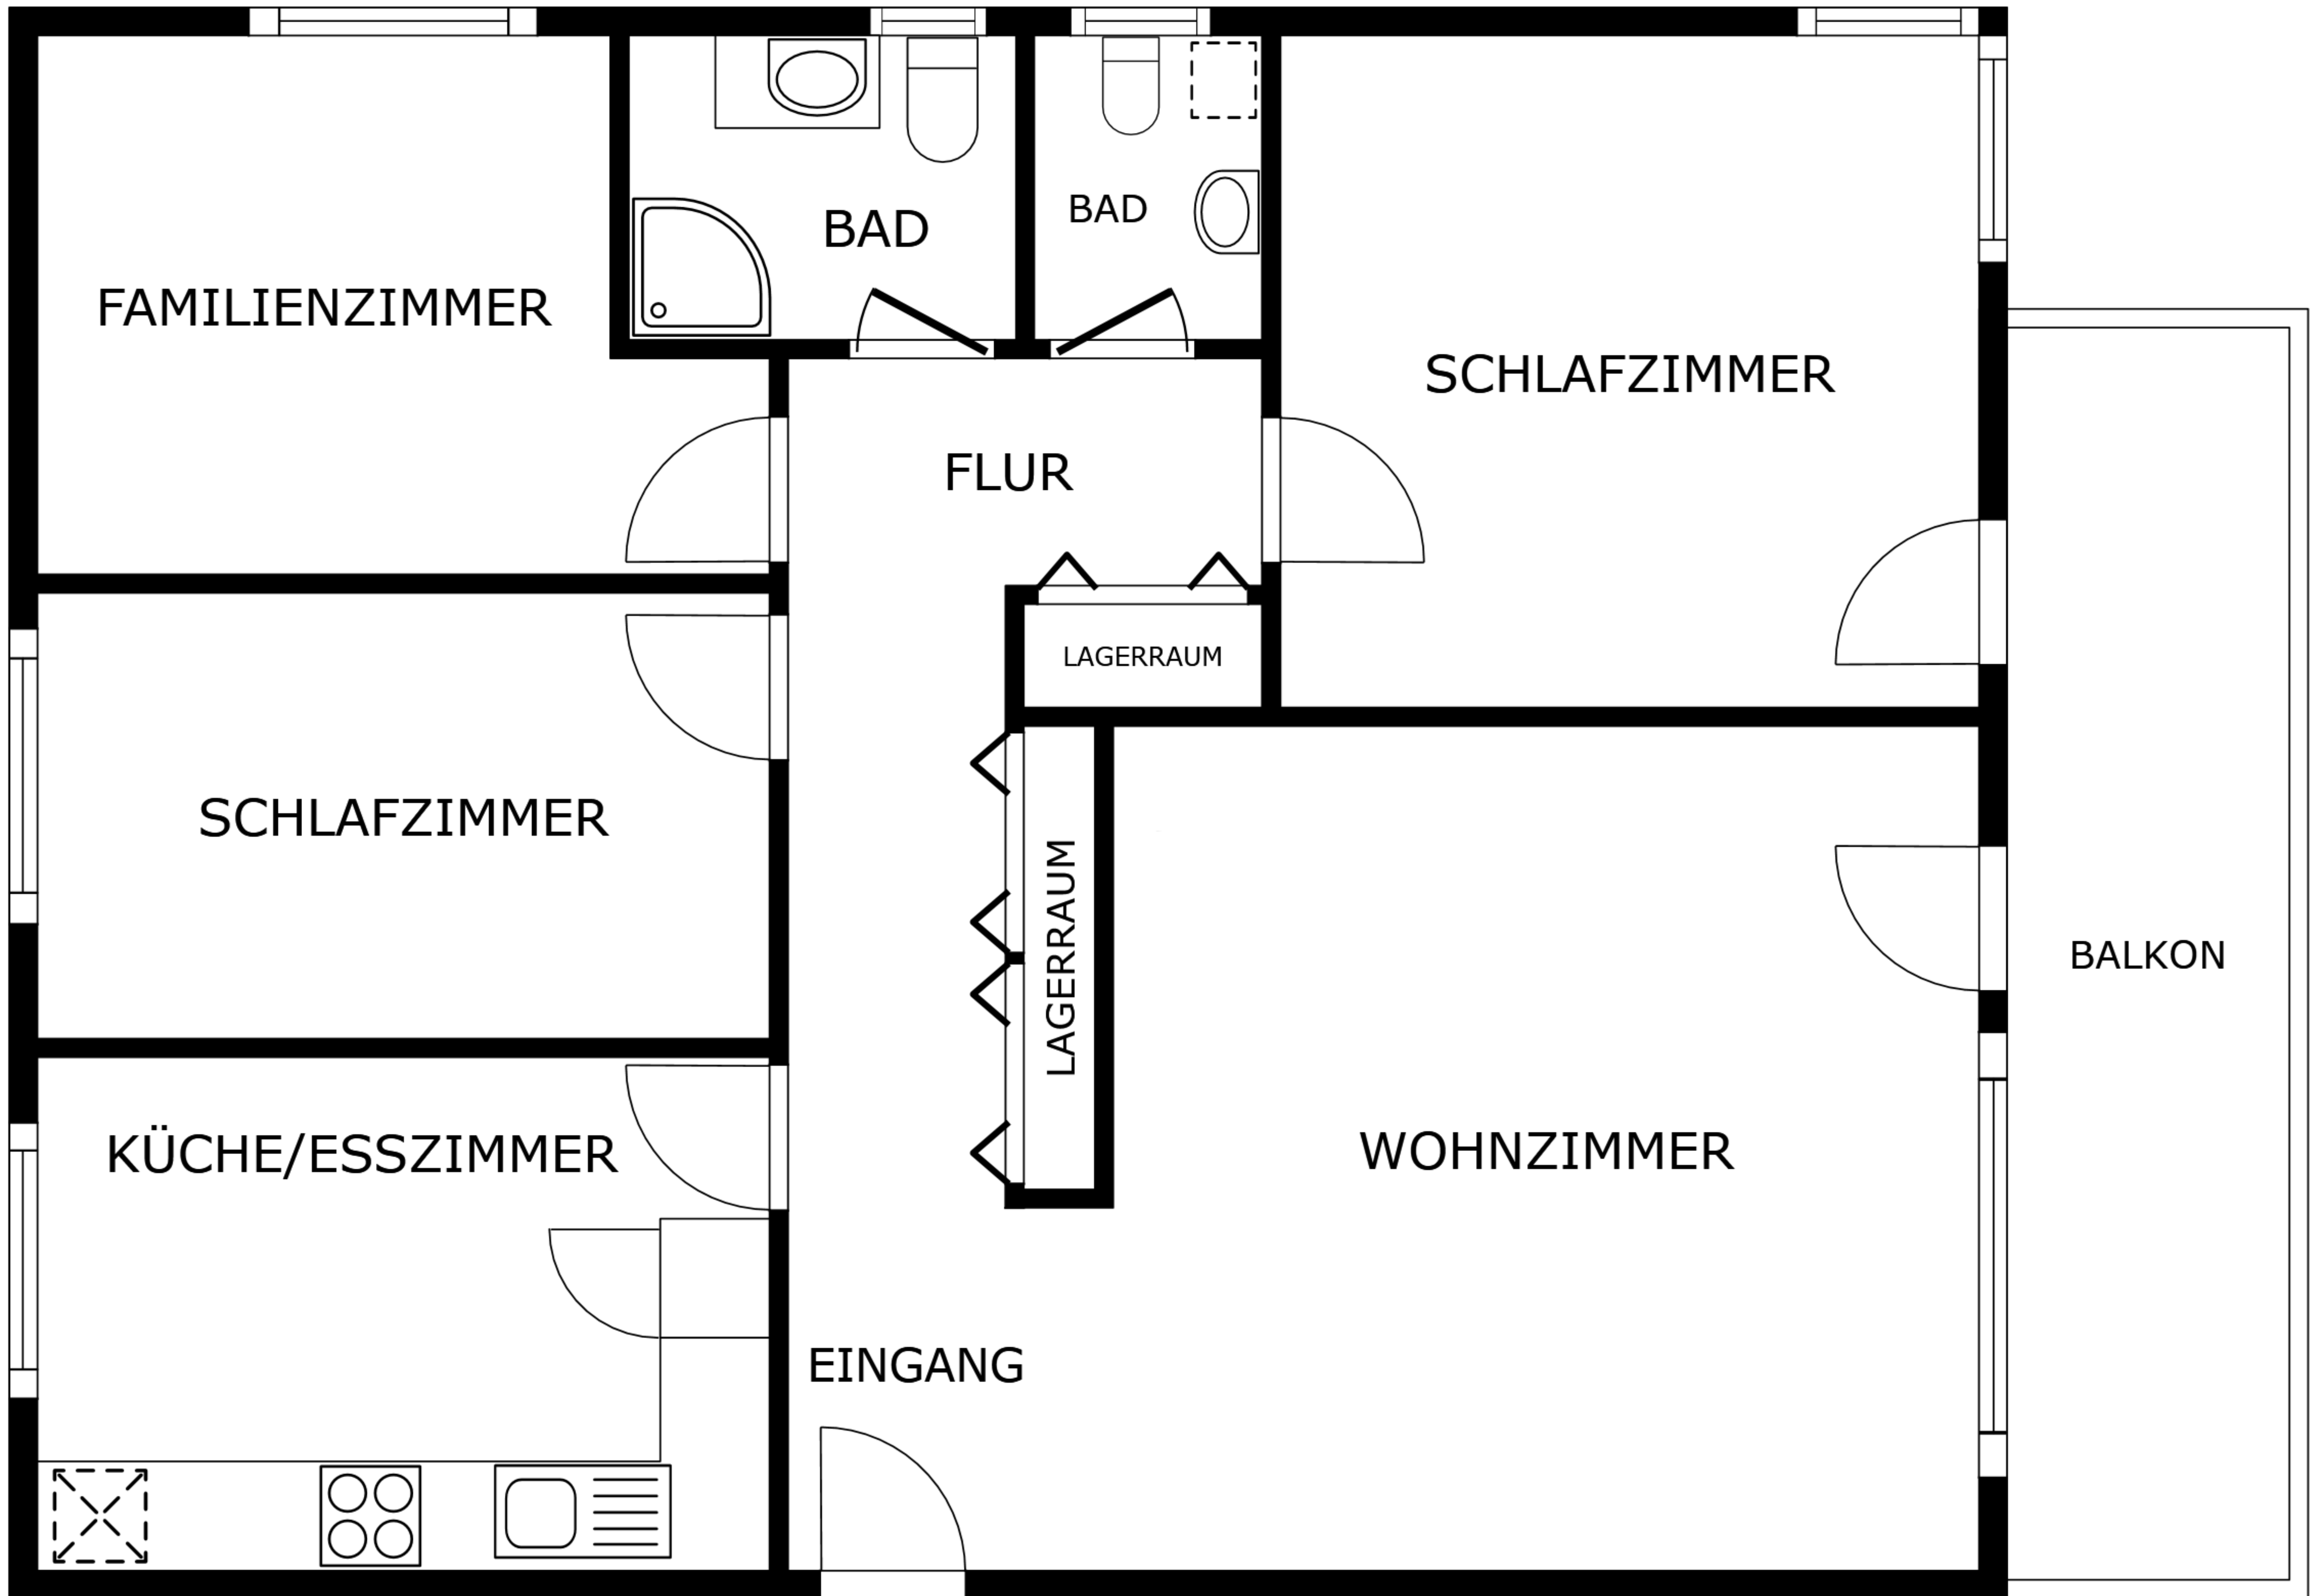 BAD
BAD
FAMILIENZIMMER
SCHLAFZIMMER
FLUR
LAGERRAUM
SCHLAFZIMMER
LAGERRAUM
BALKON
KÜCHE/ESSZIMMER
WOHNZIMMER
EINGANG